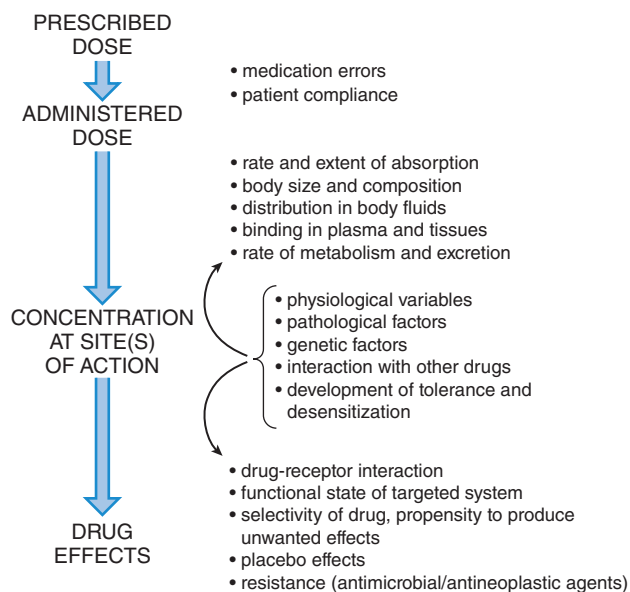 PRESCRIBED
DOSE
• medication errors
• patient compliance
ADMINISTERED
DOSE
• rate and extent of absorption
• body size and composition
• distribution in body fluids
• binding in plasma and tissues
• rate of metabolism and excretion
CONCENTRATION
AT SITE(S)
OF ACTION
• physiological variables
• pathological factors
• genetic factors
• interaction with other drugs
• development of tolerance and
desensitization
• drug-receptor interaction
• functional state of targeted system
• selectivity of drug, propensity to produce
unwanted effects
• placebo effects
• resistance (antimicrobial/antineoplastic agents)
DRUG
EFFECTS